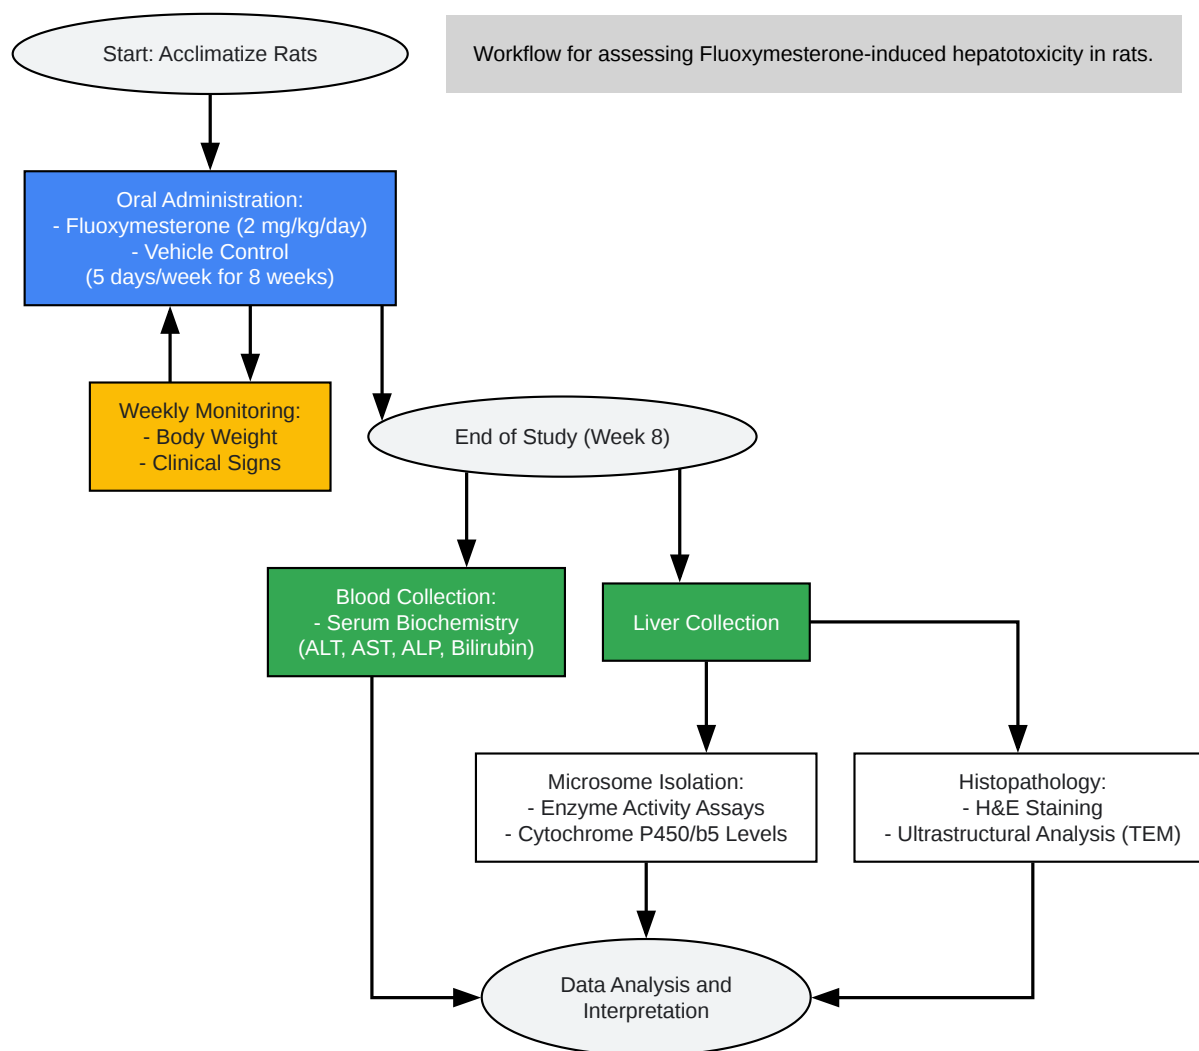 Start: Acclimatize Rats
Workflow for assessing Fluoxymesterone-induced hepatotoxicity in rats.
Oral Administration:
- Fluoxymesterone (2 mg/kg/day)
- Vehicle Control
(5 days/week for 8 weeks)
Weekly Monitoring:
- Body Weight
- Clinical Signs
End of Study (Week 8)
Blood Collection:
- Serum Biochemistry
(ALT, AST, ALP, Bilirubin)
Liver Collection
Microsome Isolation:
- Enzyme Activity Assays
- Cytochrome P450/b5 Levels
Histopathology:
- H&E Staining
- Ultrastructural Analysis (TEM)
Data Analysis and
Interpretation